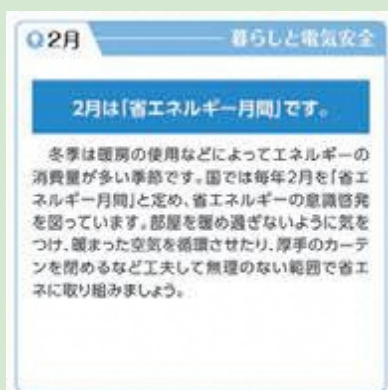 2月
暮らしと電気安全
2月は「省エネルギー月間」です。
冬季は暖房の使用などによってエネルギーの
消費量が多い季節です。国では毎年2月を「省エ
ネルギー月間」と定め、省エネルギーの意識啓発
を図っています。部屋を暖め過ぎないように気を
つけ、暖まった空気を循環させたり、厚手のカーテ
ンを閉めるなど工夫して無理のない範囲で省エ
ネに取り組みましょう。